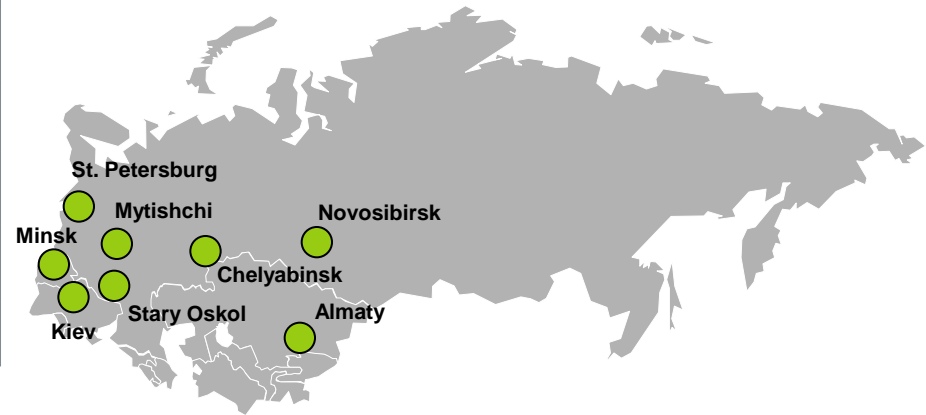 St. Petersburg
Mytishchi
Novosibirsk
Minsk
Chelyabinsk
Stary Oskol
Almaty
Kiev